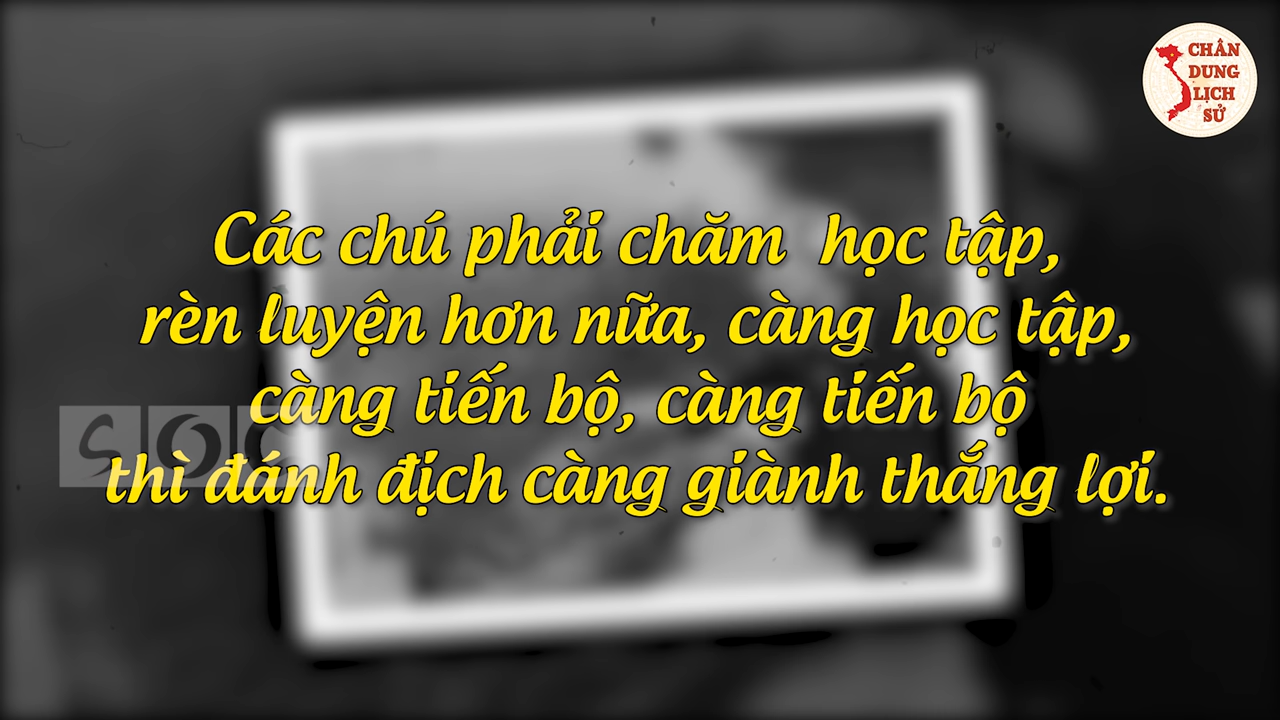 CHÂN
DUNG
LỊCH
SỬ
Các chú phải chăm  học tập,
rèn luyện hơn nữa, càng học tập,
càng tiến bộ, càng tiến bộ
thì đánh địch càng giành thắng lợi.